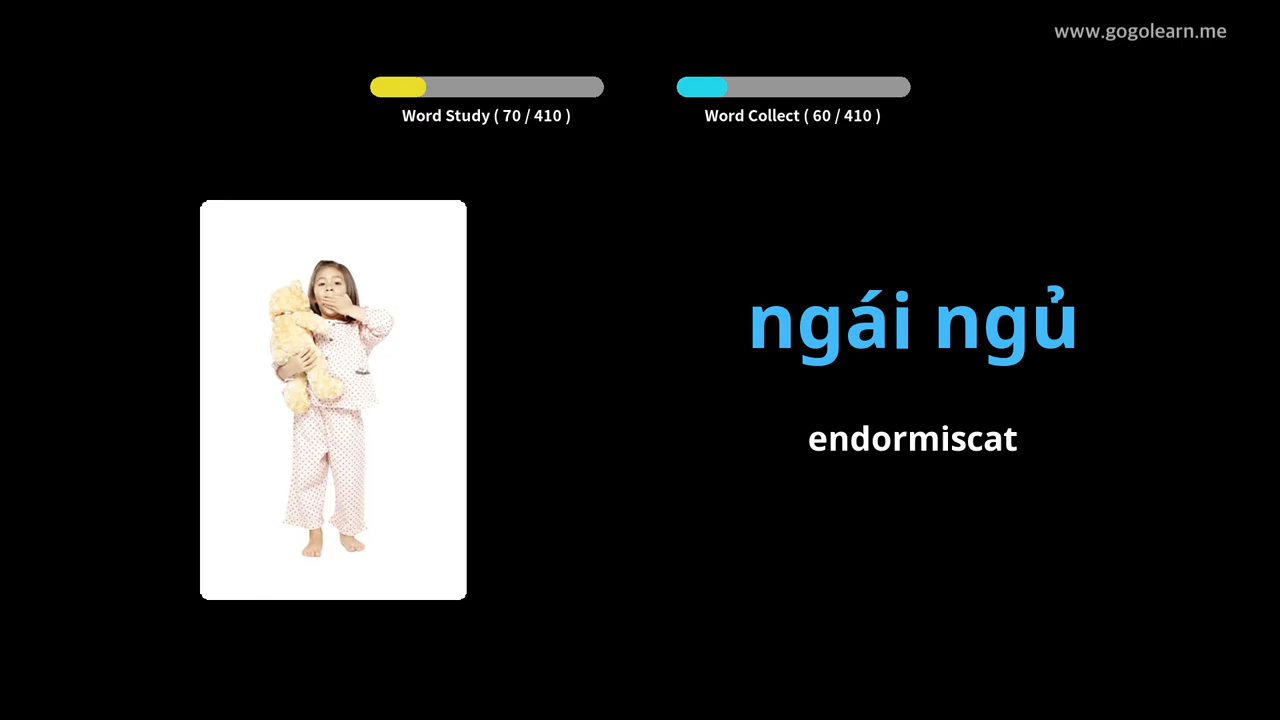 www.gogolearn.me
Word Study ( 70 / 410 )
Word Collect ( 60 / 410 )
ngái ngủ
endormiscat